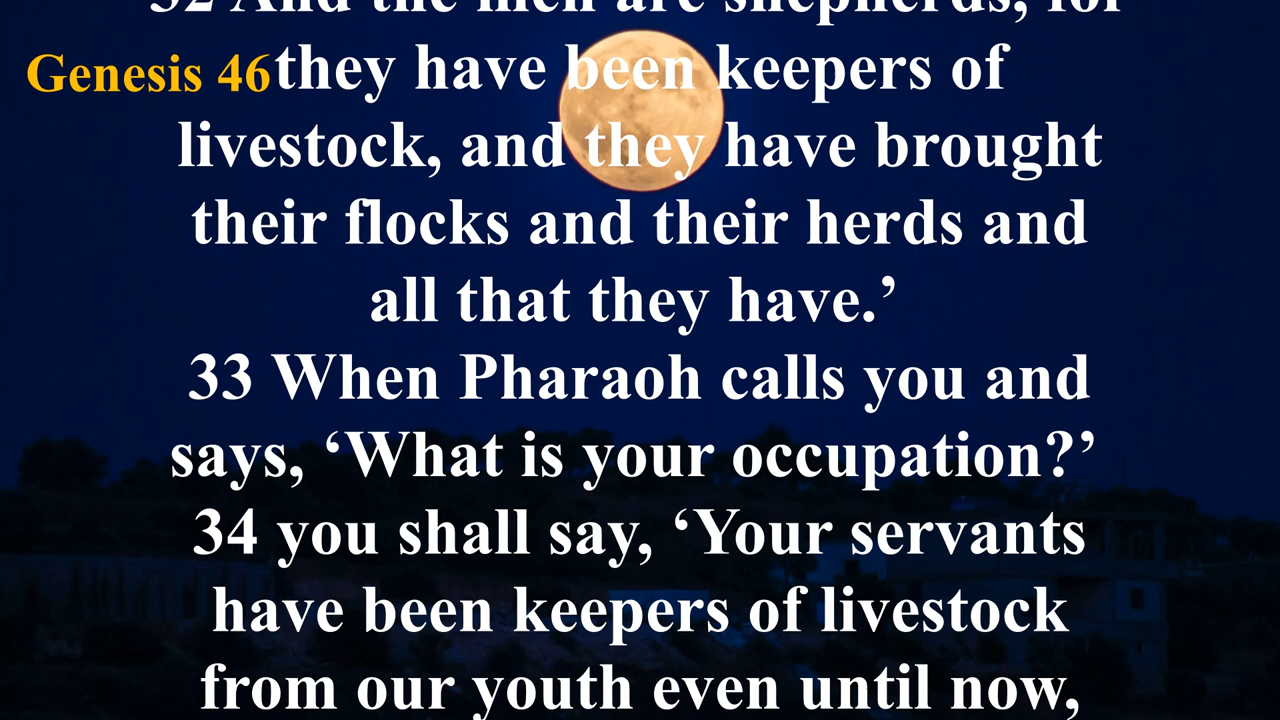 32 And the men are shepherds, for
Genesis 46
they have been keepers of
livestock, and they have brought
their flocks and their herds and
all that they have.’
33 When Pharaoh calls you and
says, ‘What is your occupation?’
34 you shall say, ‘Your servants
have been keepers of livestock
from our youth even until now,